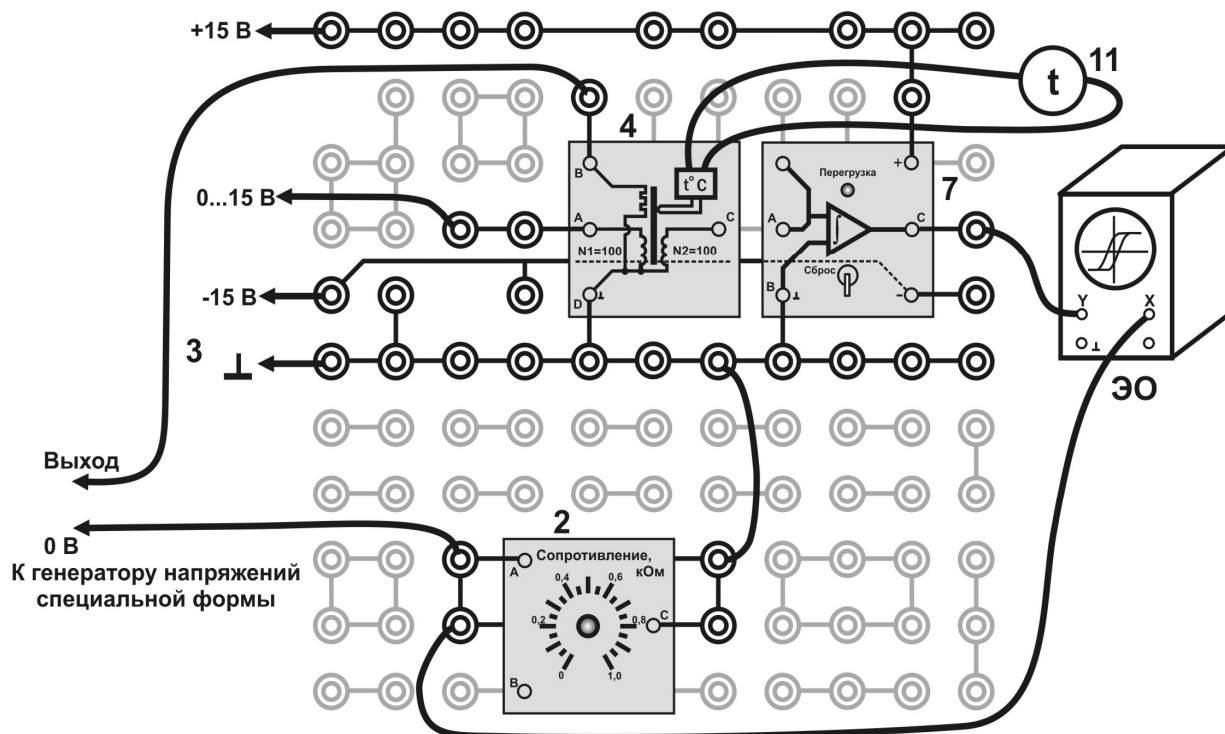 +15 В
11
t
4
B
t°C
+
Перегрузка
7
0...15 В
A
C
A
∫
C
N1=100
N2=100
Сброс
-15 В
D
⊥
B
⊥
-
Y
X
⊥
3
⊥
ЭО
Выход
2
0 В
Сопротивление,
кОм
A
К генератору напряжений
специальной формы
0,4
0,6
0,2
0,8
C
0
1,0
B